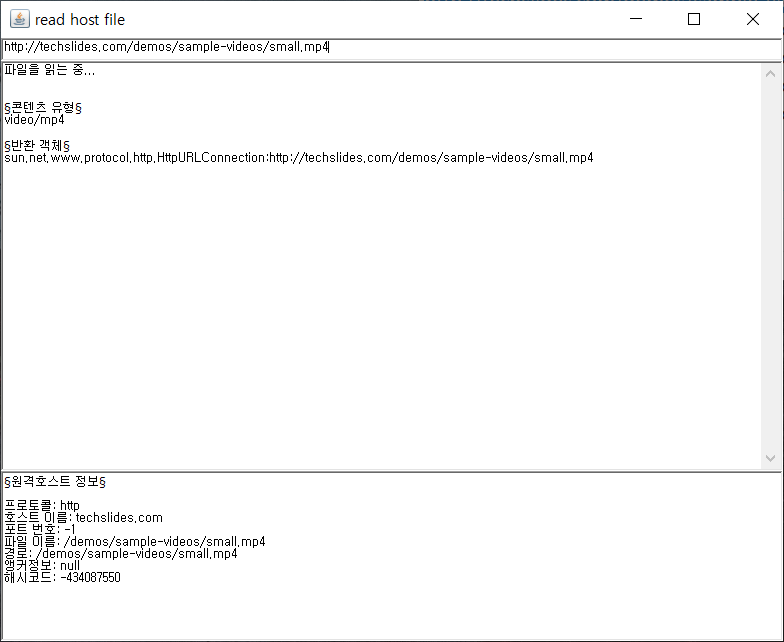 read host file
http://techslides.com/demos/sample-videos/small.mp4
파일을 읽는 중...
§콘텐츠 유형§
video/mp4
§반환 객체§
sun.net.www.protocol.http.HttpURLConnection:http://techslides.com/demos/sample-videos/small.mp4
§원격호스트 정보§
프로토콜: http
호스트 이름: techslides.com
포트 번호: -1
파일 이름: /demos/sample-videos/small.mp4
경로: /demos/sample-videos/small.mp4
앵커정보: null
해시코드: -434087550